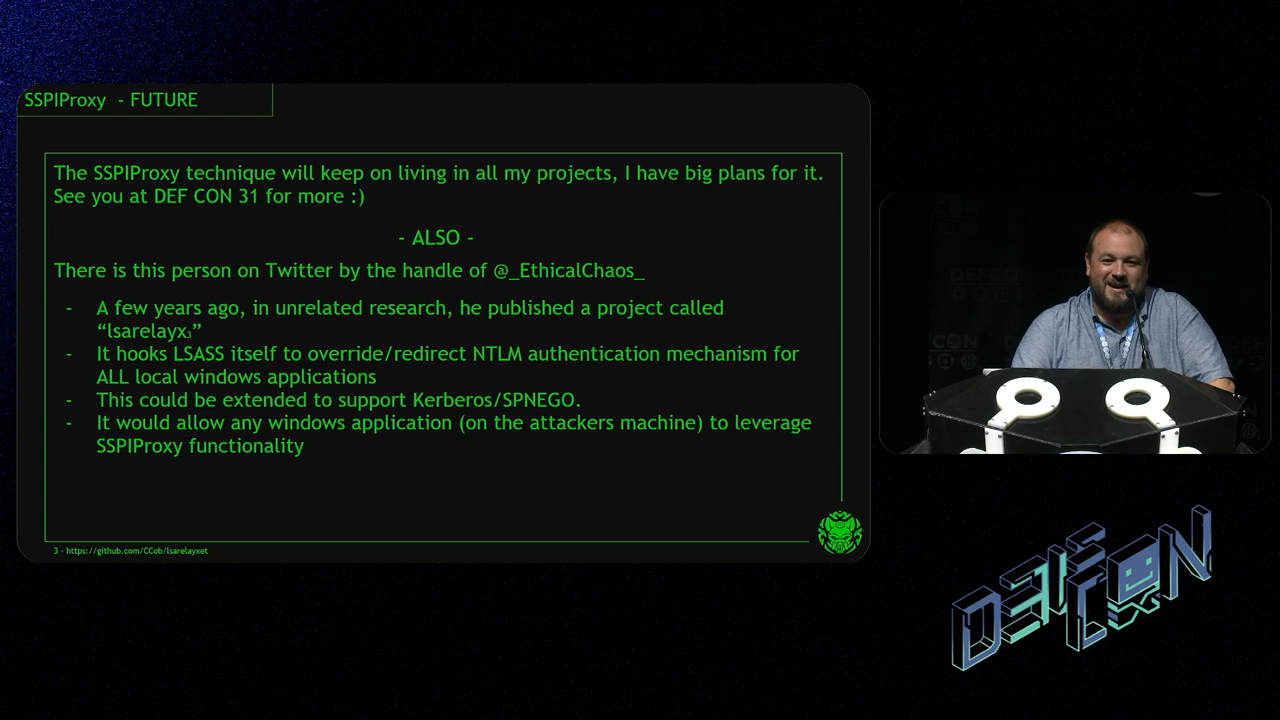 SSPIProxy - FUTURE
The SSPIProxy technique will keep on living in all my projects, I have big plans for it.
See you at DEF CON 31 for more :)
- ALSO -
There is this person on Twitter by the handle of @_EthicalChaos_
- A few years ago, in unrelated research, he published a project called
“lsarelayx₃”
- It hooks LSASS itself to override/redirect NTLM authentication mechanism for
ALL local windows applications
- This could be extended to support Kerberos/SPNEGO.
- It would allow any windows application (on the attackers machine) to leverage
SSPIProxy functionality
3 - https://github.com/CCob/lsarelayxet
DEFCON
DEF CON